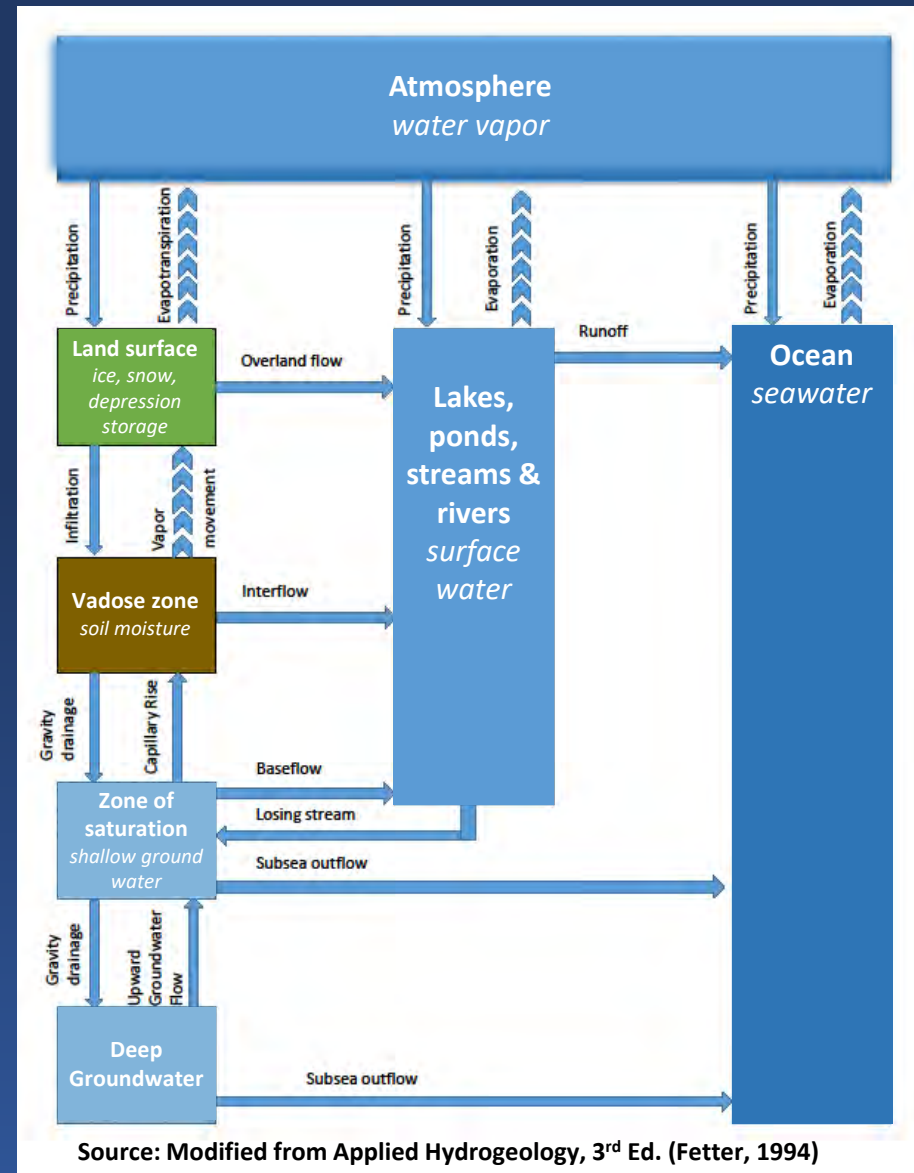 Atmosphere
water vapor
Precipitation
Evapotranspiration
Precipitation
Evaporation
Precipitation
Evaporation
Land surface
ice, snow,
depression
storage
Overland flow
Lakes,
ponds,
streams &
rivers
surface
water
Runoff
Ocean
seawater
Infiltration
Vapor
movement
Vadose zone
soil moisture
Interflow
Gravity
drainage
Capillary Rise
Zone of
saturation
shallow ground
water
Baseflow
Losing stream
Subsea outflow
Gravity
drainage
Upward
Groundwater
Flow
Deep
Groundwater
Subsea outflow
Source: Modified from Applied Hydrogeology, 3rd Ed. (Fetter, 1994)